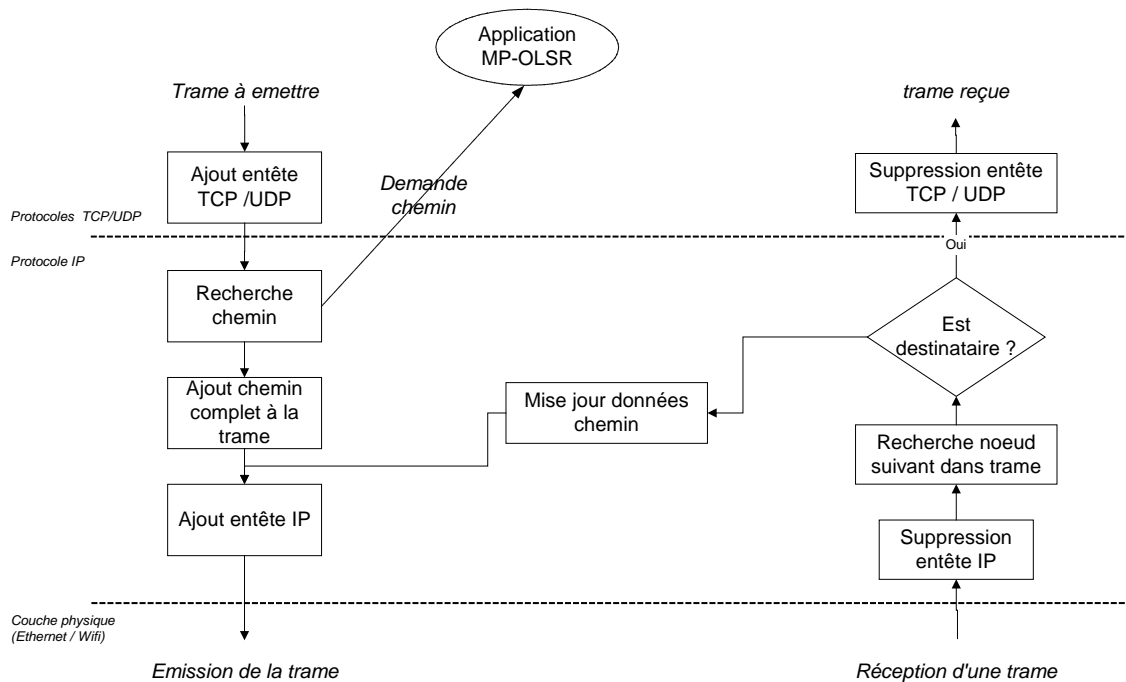 Application
MP-OLSR
Trame à emettre
trame reçue
Ajout entête
TCP /UDP
Demande
chemin
Suppression entête
TCP / UDP
Protocoles TCP/UDP
Oui
Protocole IP
Recherche
chemin
Est
destinataire ?
Ajout chemin
complet à la
trame
Mise jour données
chemin
Recherche noeud
suivant dans trame
Ajout entête IP
Suppression
entête IP
Couche physique
(Ethernet / Wifi)
Emission de la trame
Réception d'une trame